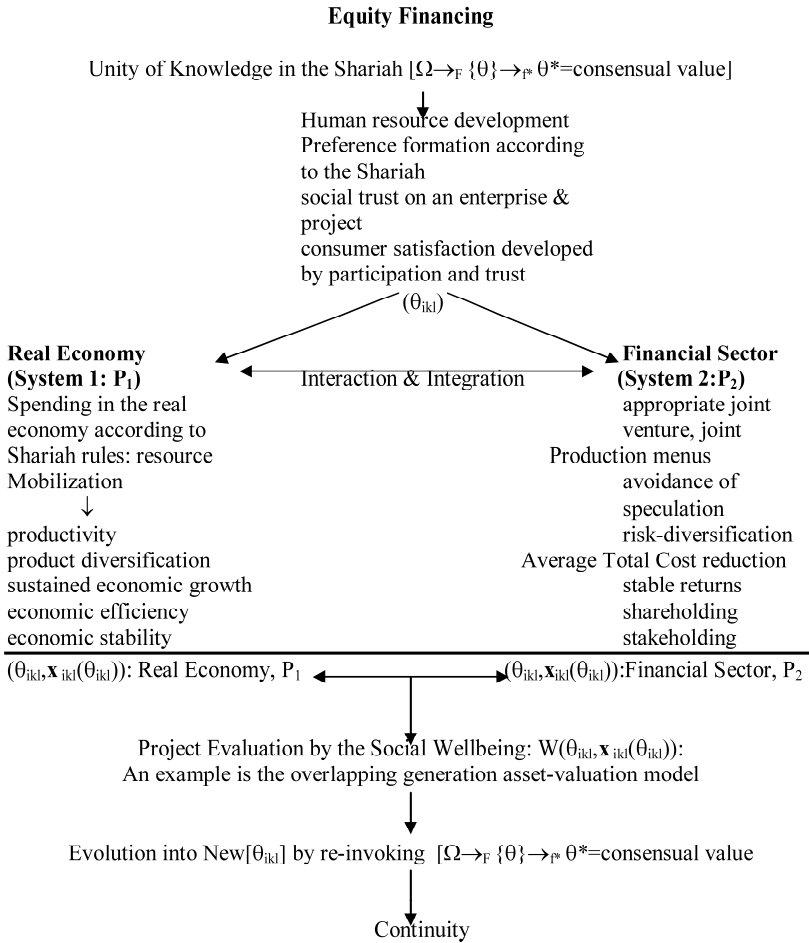 Equity Financing
Unity of Knowledge in the Shariah [Ω→F {θ}→f* θ*=consensual value]
Human resource development
Preference formation according
to the Shariah
social trust on an enterprise &
project
consumer satisfaction developed
by participation and trust
(θikl)
Real Economy
(System 1: P1)
Spending in the real
economy according to
Shariah rules: resource
Mobilization
↓
productivity
product diversification
sustained economic growth
economic efficiency
economic stability
Interaction & Integration
Financial Sector
(System 2:P2)
appropriate joint
venture, joint
Production menus
avoidance of
speculation
risk-diversification
Average Total Cost reduction
stable returns
shareholding
stakeholding
(θikl,x ikl(θikl)): Real Economy, P1
(θikl,xikl(θikl)):Financial Sector, P2
Project Evaluation by the Social Wellbeing: W(θikl,x ikl(θikl)):
An example is the overlapping generation asset-valuation model
Evolution into New[θikl] by re-invoking [Ω→F {θ}→f* θ*=consensual value
Continuity